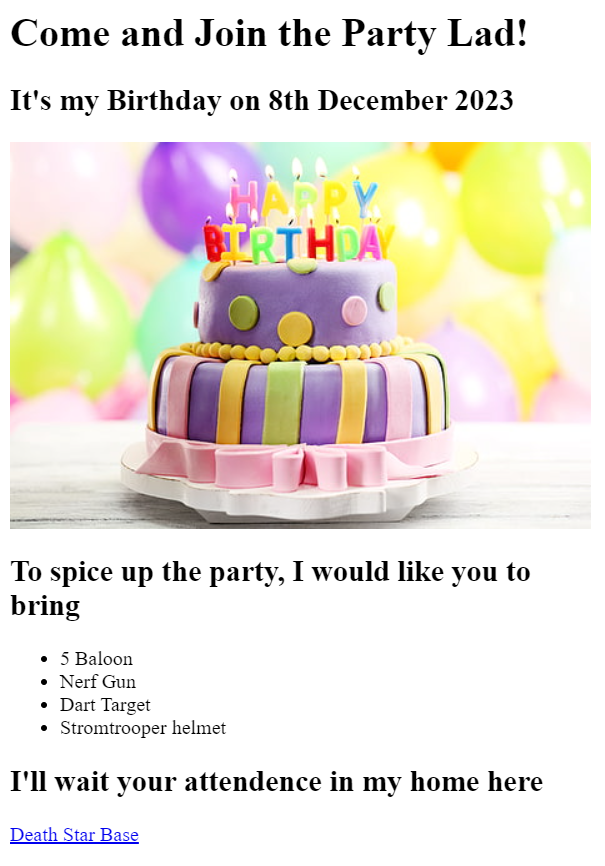 Come and Join the Party Lad!
It's my Birthday on 8th December 2023
HAPPY
BIRTHDAY
To spice up the party, I would like you to
bring
5 Baloon
Nerf Gun
Dart Target
Stromtrooper helmet
I'll wait your attendence in my home here
Death Star Base